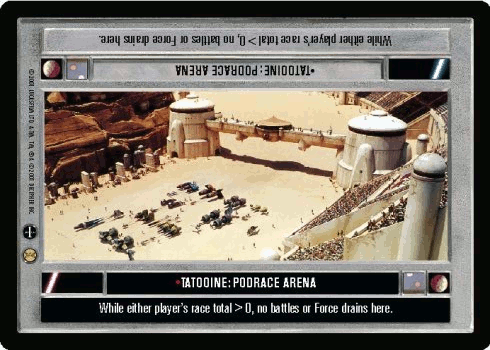 While either player's race total > 0, no battles or Force drains here.
•TATOOINE: PODRACE ARENA
•TATOOINE: PODRACE ARENA
While either player's race total > 0, no battles or Force drains here.